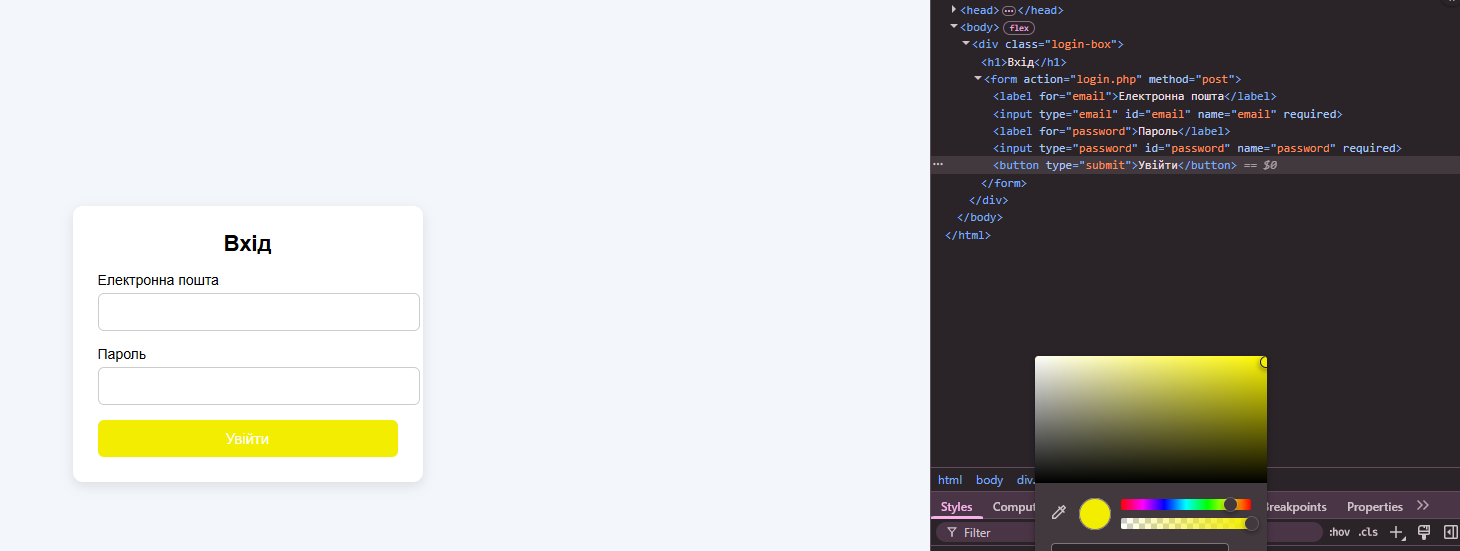 Вхід
Електронна пошта
Пароль
Увійти
<head></head>
<body> flex
<div class="login-box">
<h1>Вхід</h1>
<form action="login.php" method="post">
<label for="email">Електронна пошта</label>
<input type="email" id="email" name="email" required>
<label for="password">Пароль</label>
<input type="password" id="password" name="password" required>
<button type="submit">Увійти</button> == $0
</form>
</div>
</body>
</html>
html body div.
Styles Comput Breakpoints Properties
Filter :hov .cls